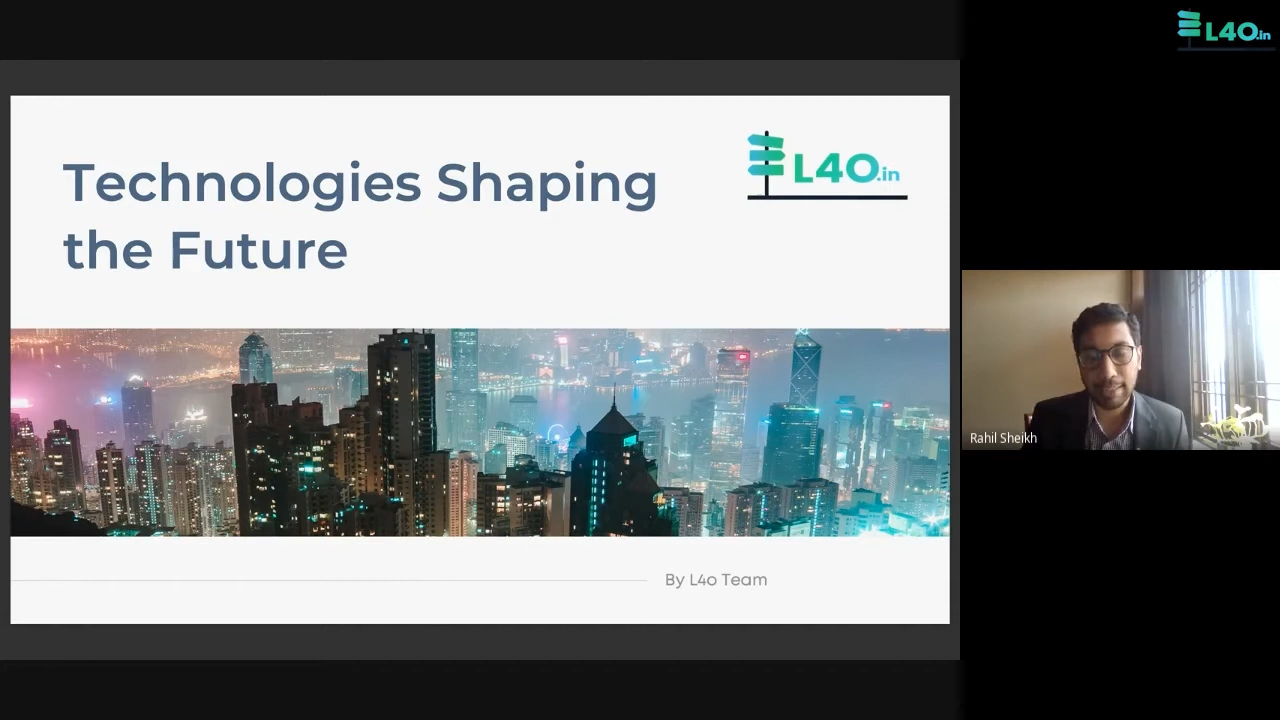 L4O.in
Technologies Shaping
the Future
L4O.in
By L4o Team
Rahil Sheikh